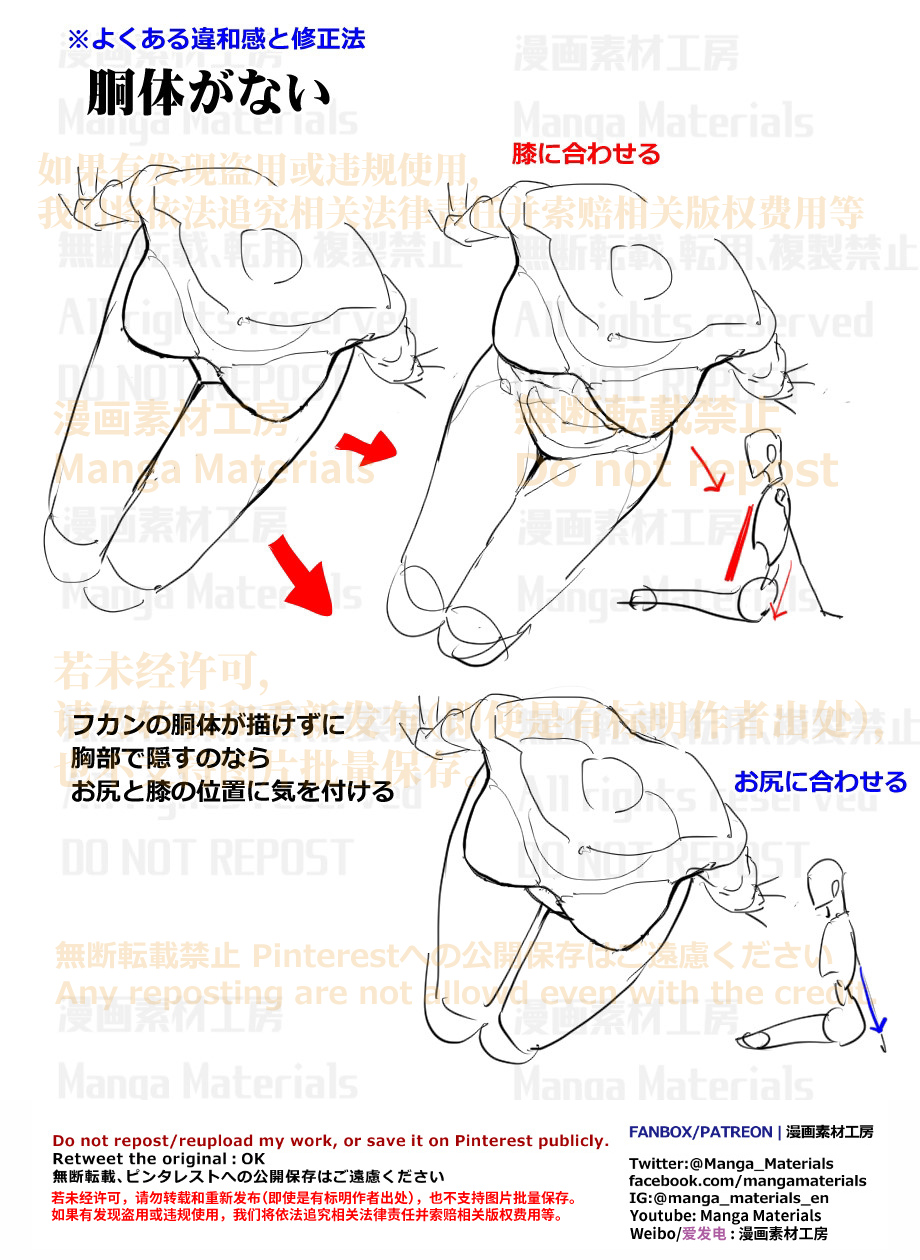 ※よくある違和感と修正法
漫画素材工房
漫画素材工房
胴体がない
Manga Materials
Manga Materials
膝に合わせる
如果有发现盗用或违规使用,
我们将依法追究相关法律责任并索赔相关版权费用等
無断転載、転用、複製禁止
無断転載、転用、複製禁止
All rights reserved
All rights reserved
DO NOT REPOST
DO NOT REPOST
漫画素材工房
無断転載禁止
Manga Materials
Do not repost
漫画素材工房
漫画素材工房
Manga Materials
Manga Materials
若未经许可,
请勿转载和重新发布(即使是有标明作者出处),
フカンの胴体が描けずに
胸部で隠すのなら
也不支持图片批量保存。
お尻と膝の位置に気を付ける
お尻に合わせる
All rights reserved
All rights reserved
DO NOT REPOST
DO NOT REPOST
無断転載禁止 Pinterestへの公開保存はご遠慮ください
Any reposting are not allowed even with the credit
漫画素材工房
漫画素材工房
Manga Materials
Manga Materials
Do not repost/reupload my work, or save it on Pinterest publicly.
Retweet the original : OK
無断転載、ピンタレストへの公開保存はご遠慮ください
若未经许可，请勿转载和重新发布(即使是有标明作者出处)，也不支持图片批量保存。
如果有发现盗用或违规使用，我们将依法追究相关法律责任并索赔相关版权费用等。
FANBOX/PATREON | 漫画素材工房
Twitter:@Manga_Materials
facebook.com/mangamaterials
IG:@manga_materials_en
Youtube: Manga Materials
Weibo/爱发电 : 漫画素材工房